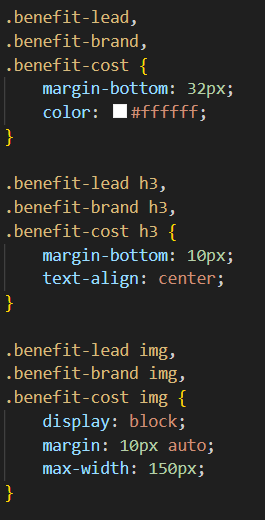 .benefit-lead,
.benefit-brand,
.benefit-cost {
    margin-bottom: 32px;
    color: #ffffff;
}

.benefit-lead h3,
.benefit-brand h3,
.benefit-cost h3 {
    margin-bottom: 10px;
    text-align: center;
}

.benefit-lead img,
.benefit-brand img,
.benefit-cost img {
    display: block;
    margin: 10px auto;
    max-width: 150px;
}